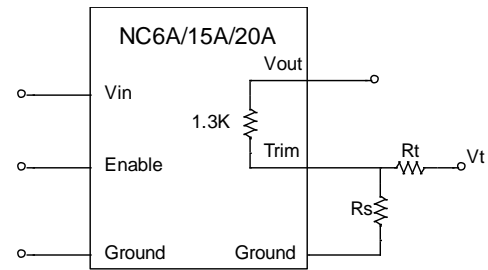 NC6A/15A/20A
Vout
Vin
1.3K
Trim
Rt
Vt
Enable
Rs
Ground
Ground